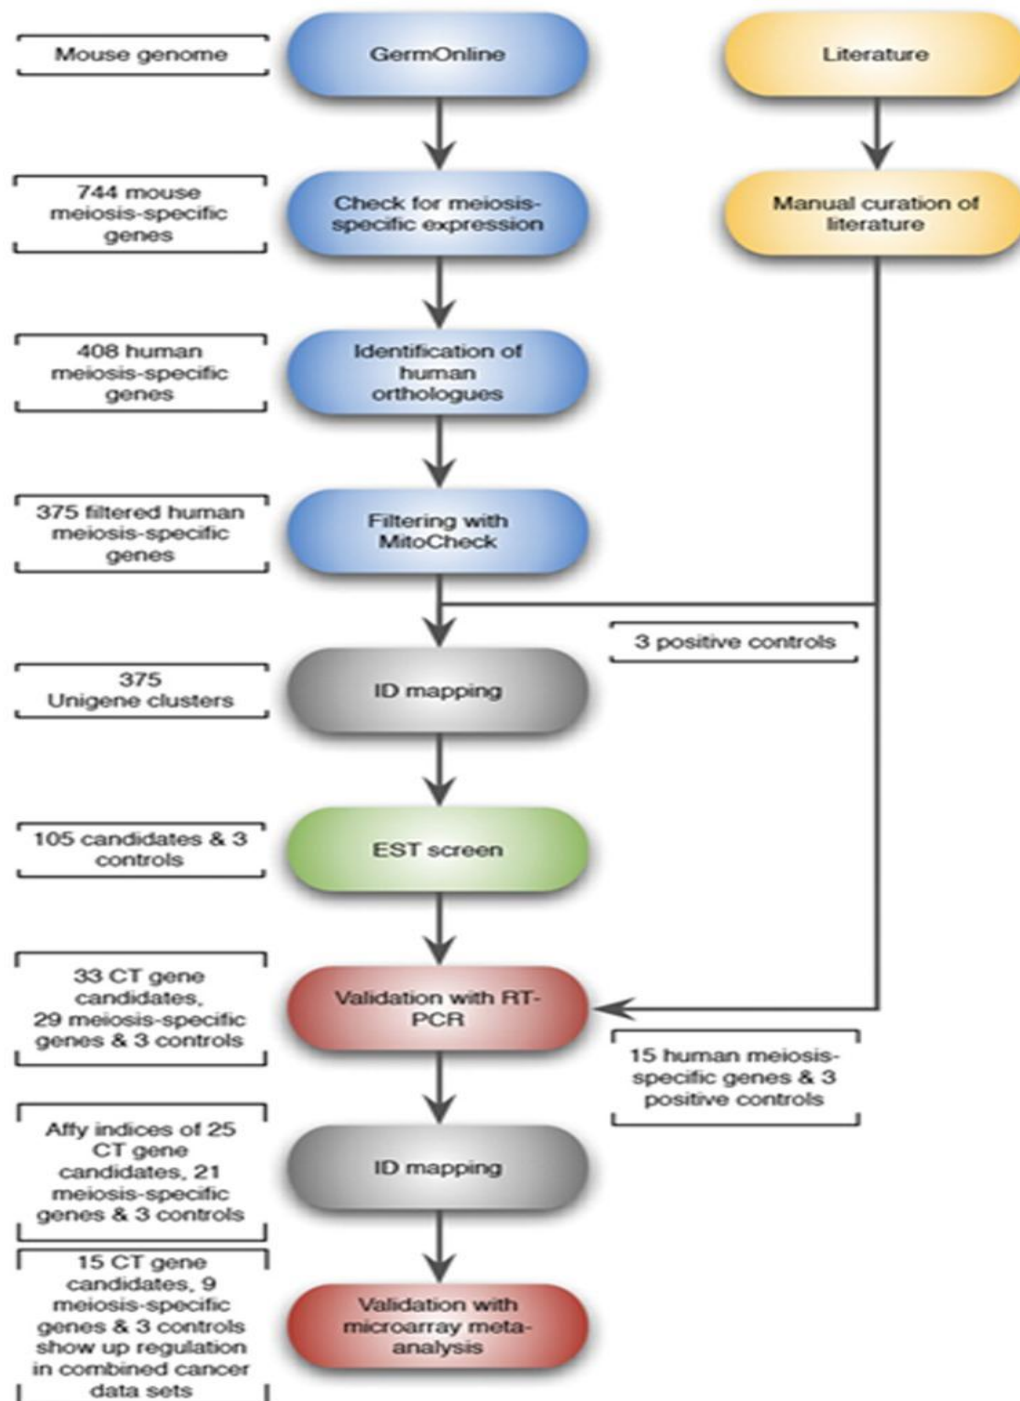 Mouse genome
GermOnline
Literature
744 mouse
meiosis-specific
genes
Check for meiosis-
specific expression
Manual curation of
literature
408 human
meiosis-specific
genes
Identification of
human
orthologues
375 filtered human
meiosis-specific
genes
Filtering with
MitoCheck
3 positive controls
375
Unigene clusters
ID mapping
105 candidates & 3
controls
EST screen
33 CT gene
candidates,
29 meiosis-specific
genes & 3 controls
Validation with RT-
PCR
15 human meiosis-
specific genes & 3
positive controls
Affy indices of 25
CT gene
candidates, 21
meiosis-specific
genes & 3 controls
ID mapping
15 CT gene
candidates, 9
meiosis-specific
genes & 3 controls
show up regulation
in combined cancer
data sets
Validation with
microarray meta-
analysis